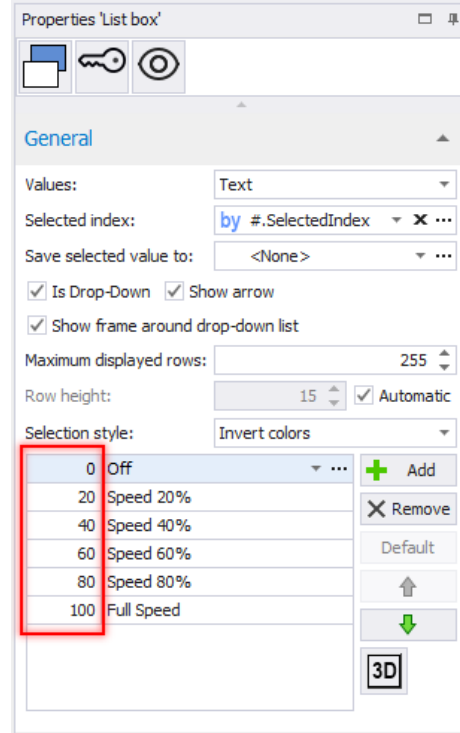 Properties 'List box'
General
Values: Text
Selected index: by #.SelectedIndex
Save selected value to: <None>
Is Drop-Down Show arrow
Show frame around drop-down list
Maximum displayed rows: 255
Row height: 15 Automatic
Selection style: Invert colors
0 Off ... Add
20 Speed 20% Remove
40 Speed 40%
60 Speed 60% Default
80 Speed 80%
100 Full Speed
3D